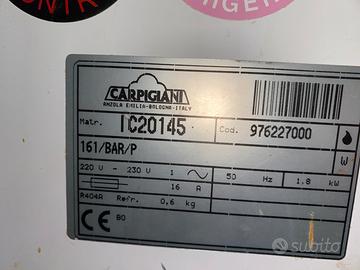 CARPIGIANI
ANZOLA EMILIA-BOLOGNA-ITALY
Matr. IC20145 Cod. 976227000
161/BAR/P
W
220 V - 230 V 1 50 Hz 1.8 kW
16 A
R404A Refr. 0,6 kg
CE BO
subito